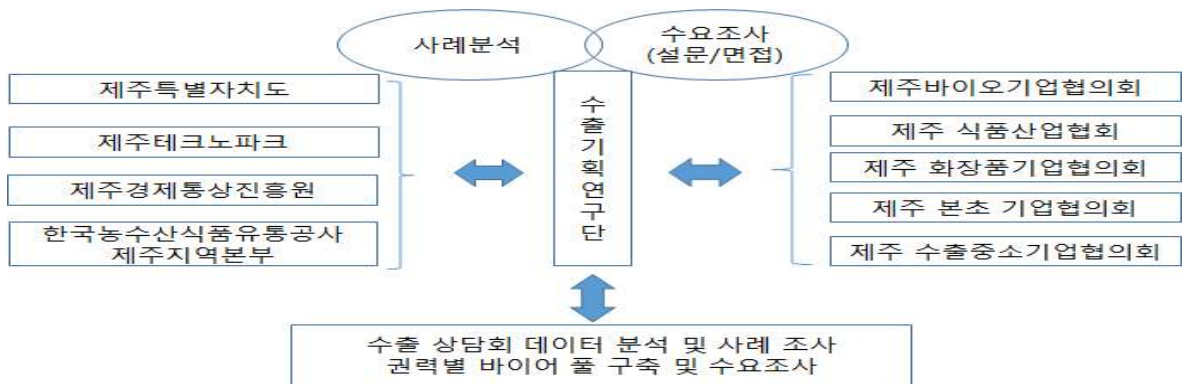 사례분석
수요조사
(설문/면접)
제주특별자치도
제주테크노파크
제주경제통상진흥원
한국농수산식품유통공사
제주지역본부
수출기획연구단
제주바이오기업협의회
제주 식품산업협회
제주 화장품기업협의회
제주 본초 기업협의회
제주 수출중소기업협의회
수출 상담회 데이터 분석 및 사례 조사
권력별 바이어 풀 구축 및 수요조사